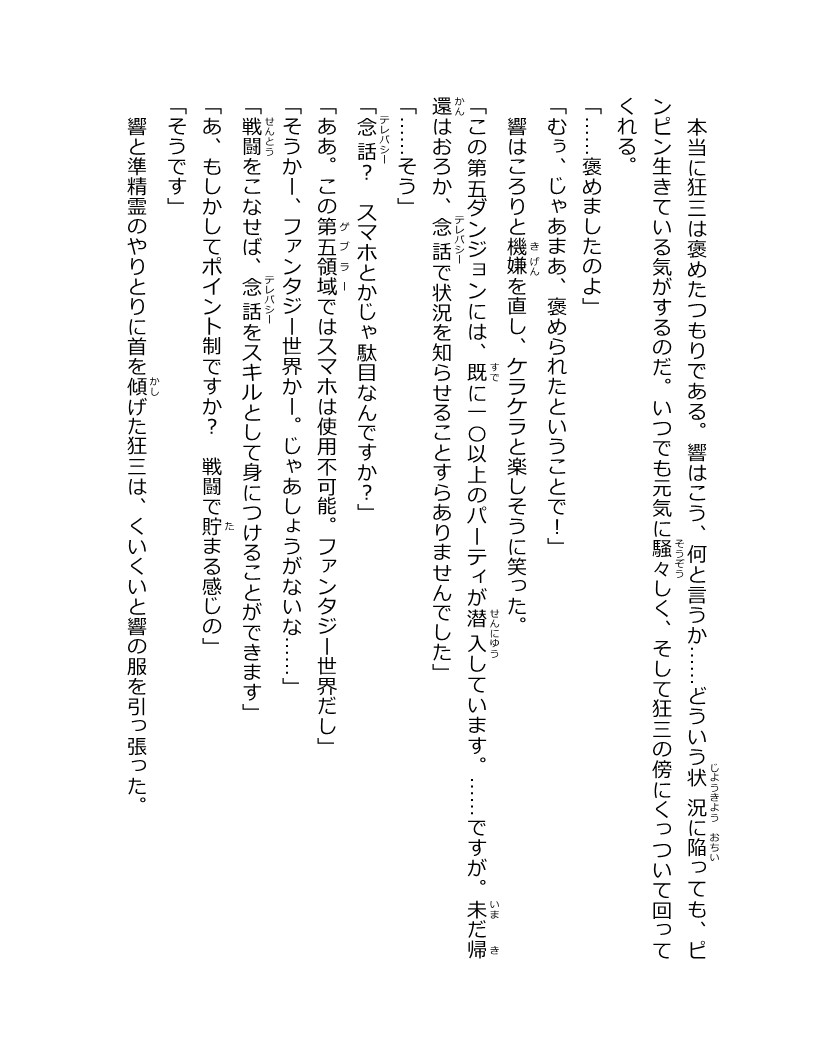 本当に狂三は褒めたつもりである。響はこう、何と言うか……どういう状況に陥っても、ピ
ンピン生きている気がするのだ。いつでも元気に騒々しく、そして狂三の傍にくっついて回って
くれる。
「……褒めましたのよ」
「むぅ、じゃあまあ、褒められたということで！」
響はころりと機嫌を直し、ケラケラと楽しそうに笑った。
「この第五ダンジョンには、既に一〇以上のパーティが潜入しています。……ですが。未だ帰
還はおろか、念話で状況を知らせることすらありませんでした」
「……そう」
「念話？　スマホとかじゃ駄目なんですか？」
「ああ。この第五領域ではスマホは使用不可能。ファンタジー世界だし」
「そうかー、ファンタジー世界かー。じゃあしょうがないな……」
「戦闘をこなせば、念話をスキルとして身につけることができます」
「あ、もしかしてポイント制ですか？　戦闘で貯まる感じの」
「そうです」
響と準精霊のやりとりに首を傾げた狂三は、くいくいと響の服を引っ張った。